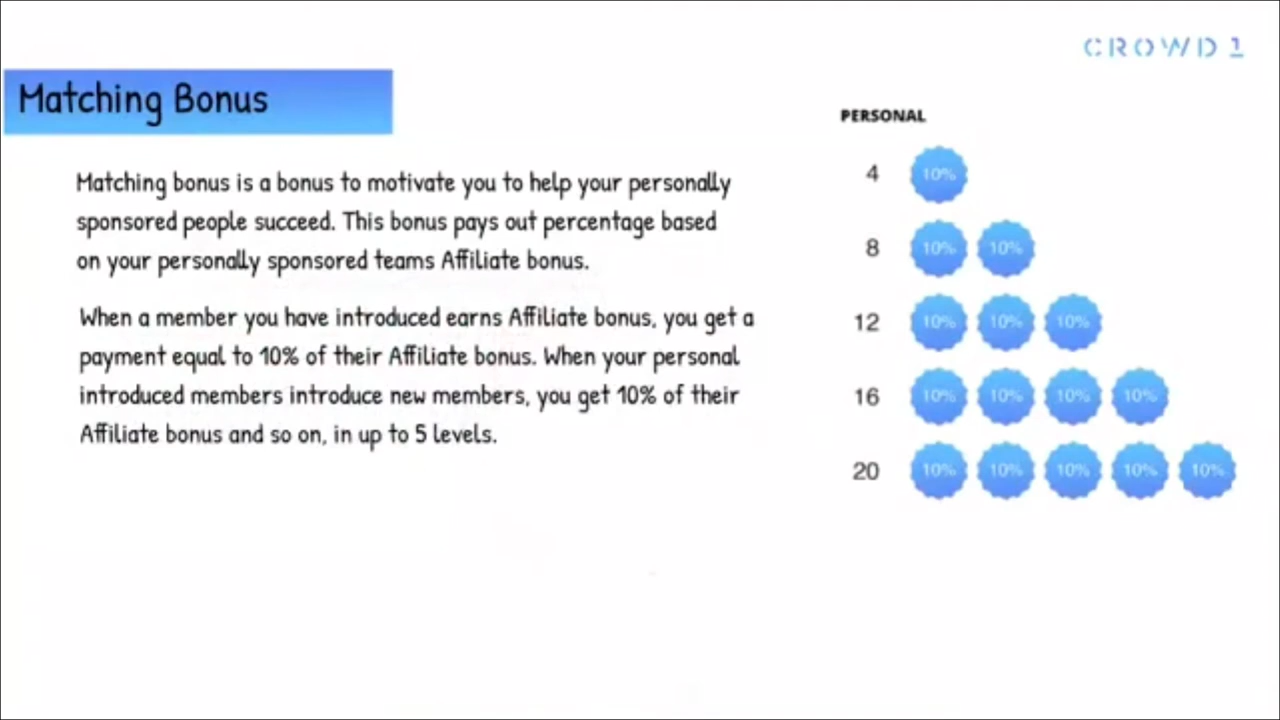 CROWD 1
Matching Bonus
Matching bonus is a bonus to motivate you to help your personally
sponsored people succeed. This bonus pays out percentage based
on your personally sponsored teams Affiliate bonus.
When a member you have introduced earns Affiliate bonus, you get a
payment equal to 10% of their Affiliate bonus. When your personal
introduced members introduce new members, you get 10% of their
Affiliate bonus and so on, in up to 5 levels.
PERSONAL
4 10%
8 10% 10%
12 10% 10% 10%
16 10% 10% 10% 10%
20 10% 10% 10% 10% 10%